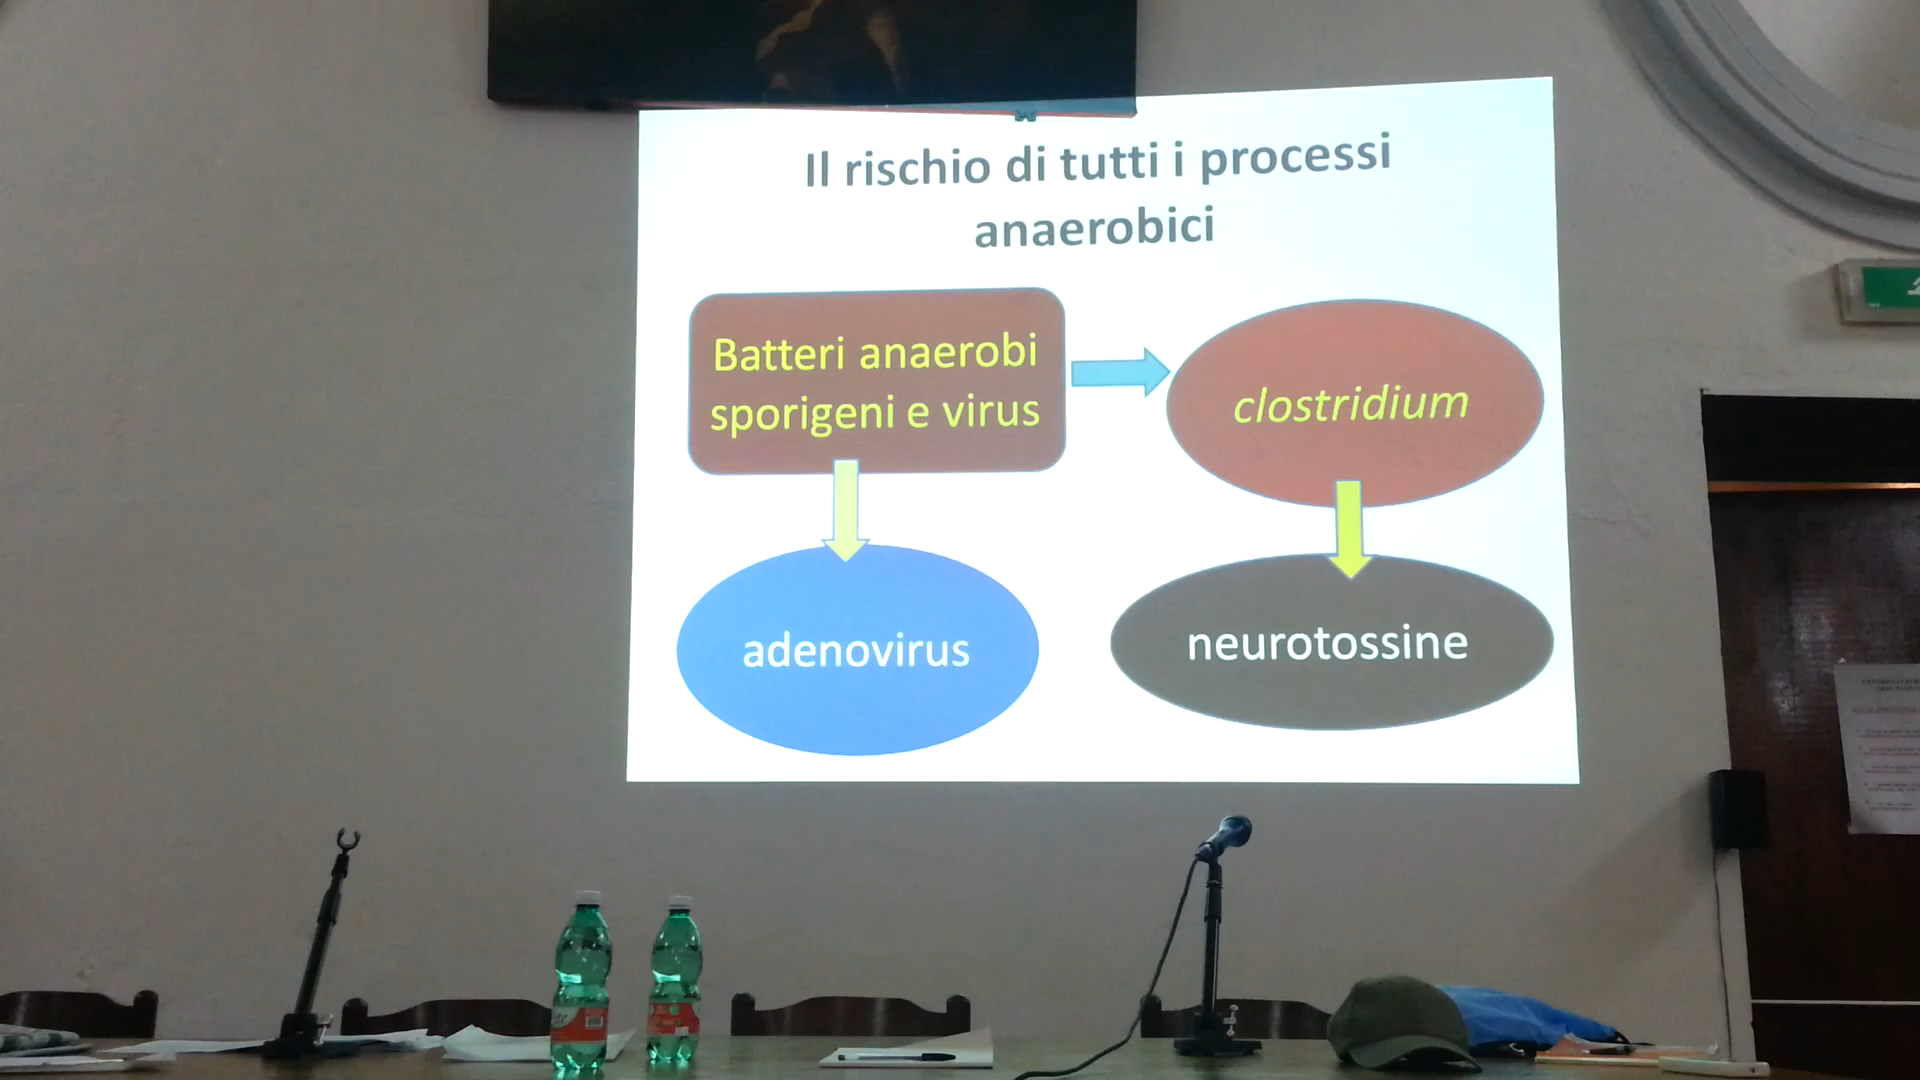 Il rischio di tutti i processi
anaerobici
Batteri anaerobi
sporigeni e virus
clostridium
adenovirus
neurotossine